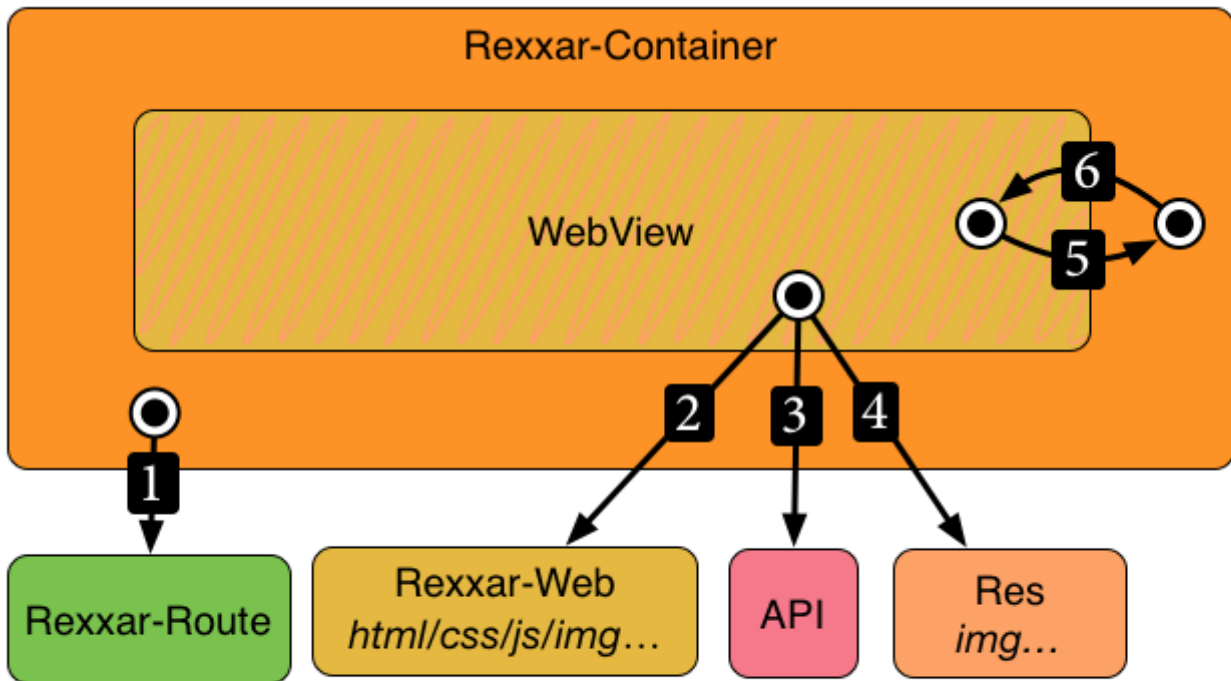 Rexxar-Container
WebView
6
5
2
3
4
1
Rexxar-Route
Rexxar-Web
html/css/js/img...
API
Res
img...